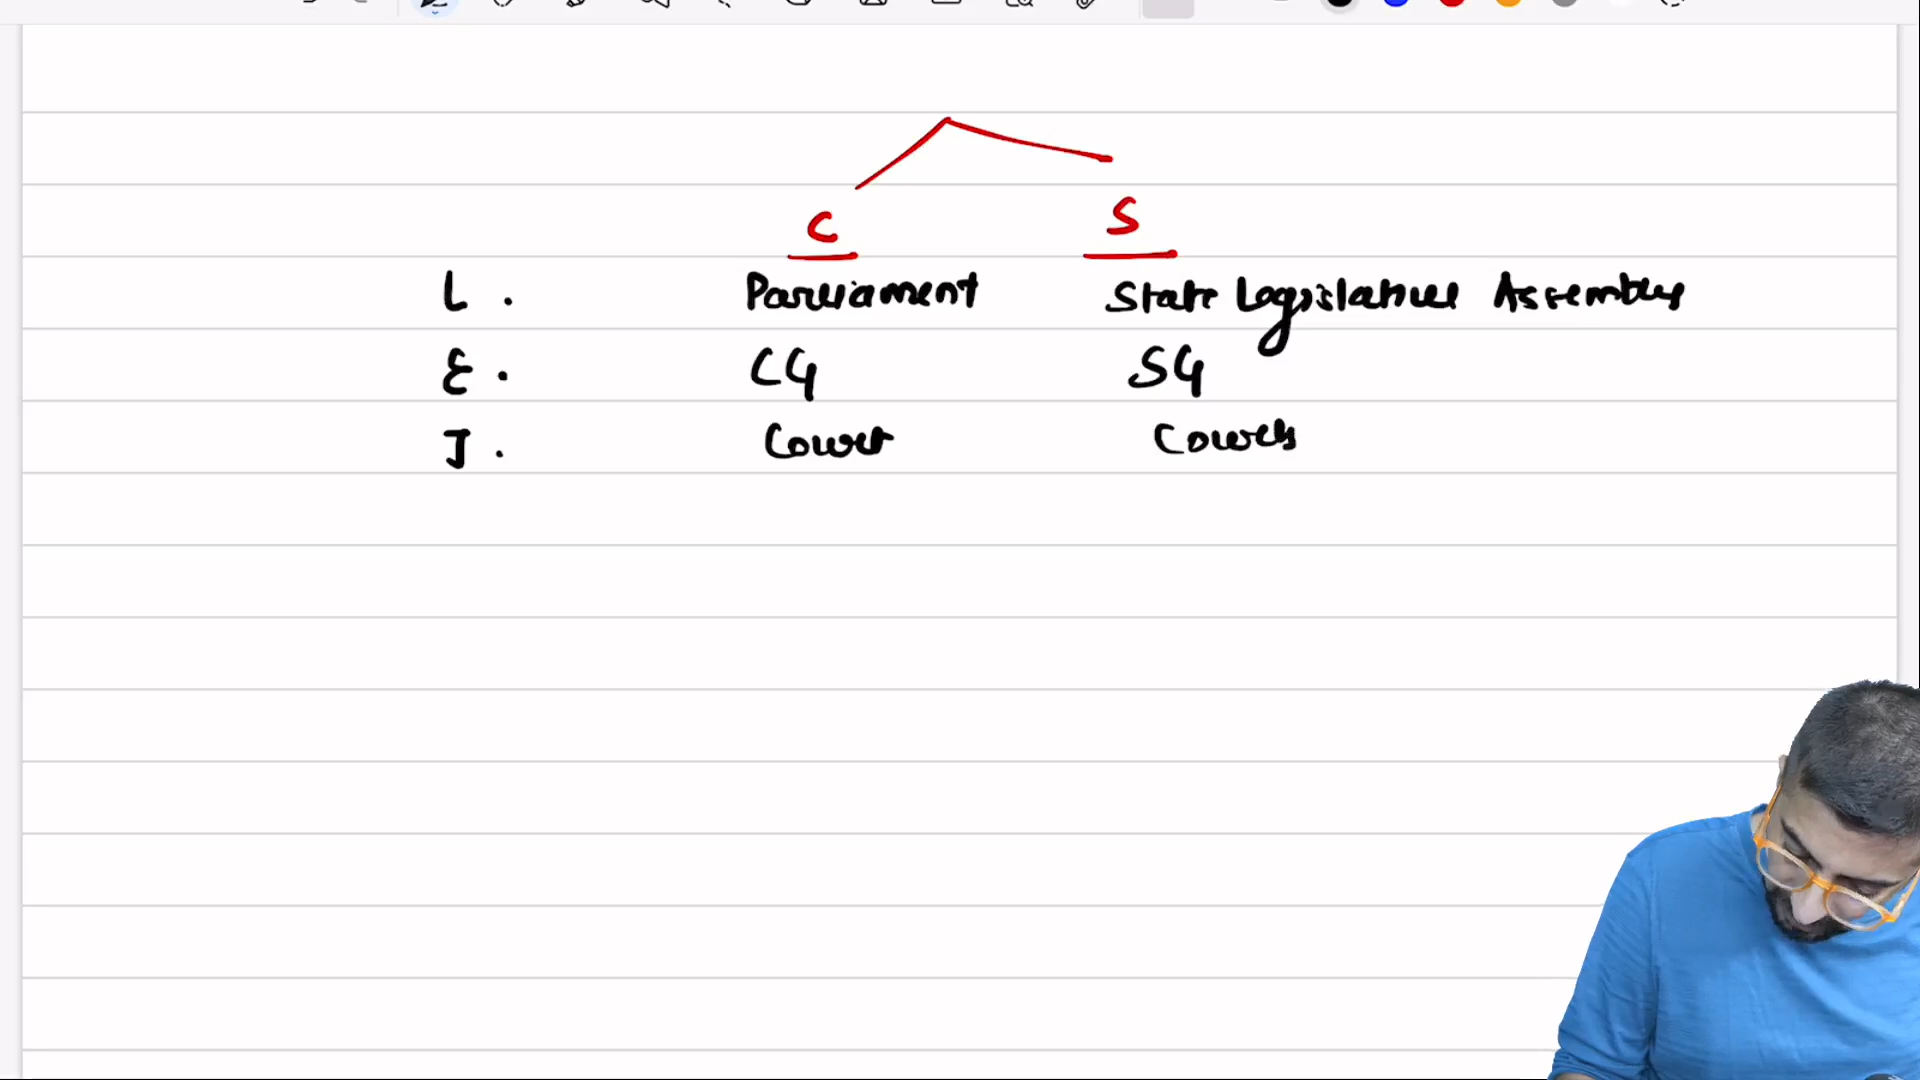 C S
L . Parliament State Legislative Assembly
E . CG SG
J . Court Courts